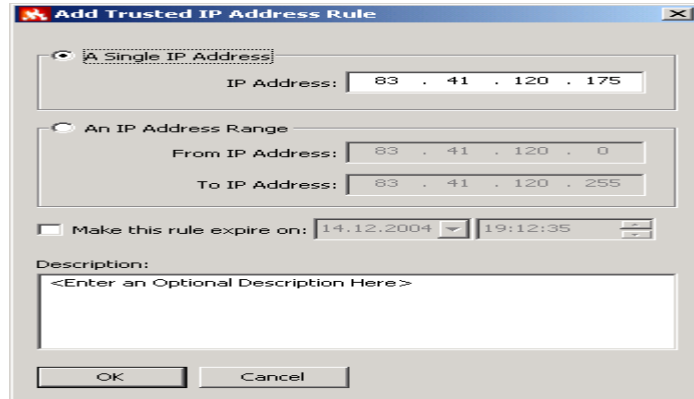 Add Trusted IP Address Rule
A Single IP Address
IP Address: 83 . 41 . 120 . 175
An IP Address Range
From IP Address: 83 . 41 . 120 . 0
To IP Address: 83 . 41 . 120 . 255
Make this rule expire on: 14.12.2004 19:12:35
Description:
<Enter an Optional Description Here>
OK Cancel